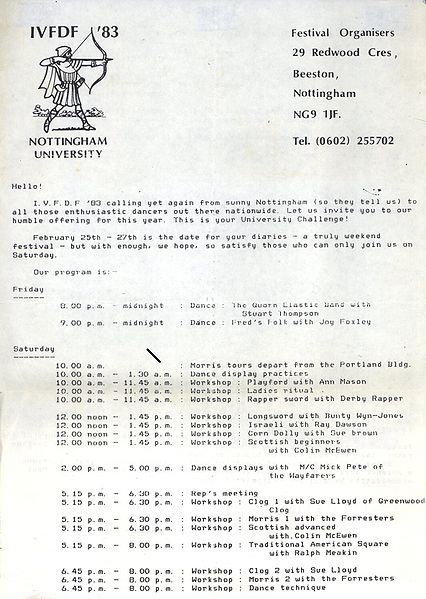 IVFDF '83
NOTTINGHAM
UNIVERSITY
Festival Organisers
29 Redwood Cres,
Beeston,
Nottingham
NG9 1JF.
Tel. (0602) 255702
Hello!
I.V.F.D.F '83 calling yet again from sunny Nottingham (so they tell us) to
all those enthusiastic dancers out there nationwide. Let us invite you to our
humble offering for this year. This is your University Challenge!
February 25th - 27th is the date for your diaries - a truly weekend
festival - but with enough, we hope, so satisfy those who can only join us on
Saturday.
Our program is:-
Friday
8.00 p.m. - midnight : Dance : The Quorn Elastic Band with
Stuart Thompson
9.00 p.m. - midnight : Dance : Fred's Folk with Joy Foxley
Saturday
10.00 a.m. : Morris tours depart from the Portland Bldg.
10.00 a.m. - 1.30 a.m. : Dance display practices
10.00 a.m. - 11.45 a.m. : Workshop : Playford with Ann Mason
10.00 a.m. - 11.45 a.m. : Workshop : Ladies ritual
10.00 a.m. - 11.45 a.m. : Workshop : Rapper sword with Derby Rapper
12.00 noon - 1.45 p.m. : Workshop : Longsword with Bunty Wyn-Jones
12.00 noon - 1.45 p.m. : Workshop : Israeli with Ray Dawson
12.00 noon - 1.45 p.m. : Workshop : Corn Dolly with Sue brown
12.00 noon - 1.45 p.m. : Workshop : Scottish beginners
with Colin McEwen
2.00 p.m. - 5.00 p.m. : Dance displays with M/C Mick Pete of
the Wayfarers
5.15 p.m. - 6.30 p.m. : Rep's meeting
5.15 p.m. - 6.30 p.m. : Workshop : Clog 1 with Sue Lloyd of Greenwood
Clog
5.15 p.m. - 6.30 p.m. : Workshop : Morris 1 with the Forresters
5.15 p.m. - 6.30 p.m. : Workshop : Scottish advanced
with.Colin McEwen
5.15 p.m. - 8.00 p.m. : Workshop : Traditional American Square
with Ralph Meakin
6.45 p.m. - 8.00 p.m. : Workshop : Clog 2 with Sue Lloyd
6.45 p.m. - 8.00 p.m. : Workshop : Morris 2 with the Forresters
6.45 p.m. - 8.00 p.m. : Workshop : Dance technique